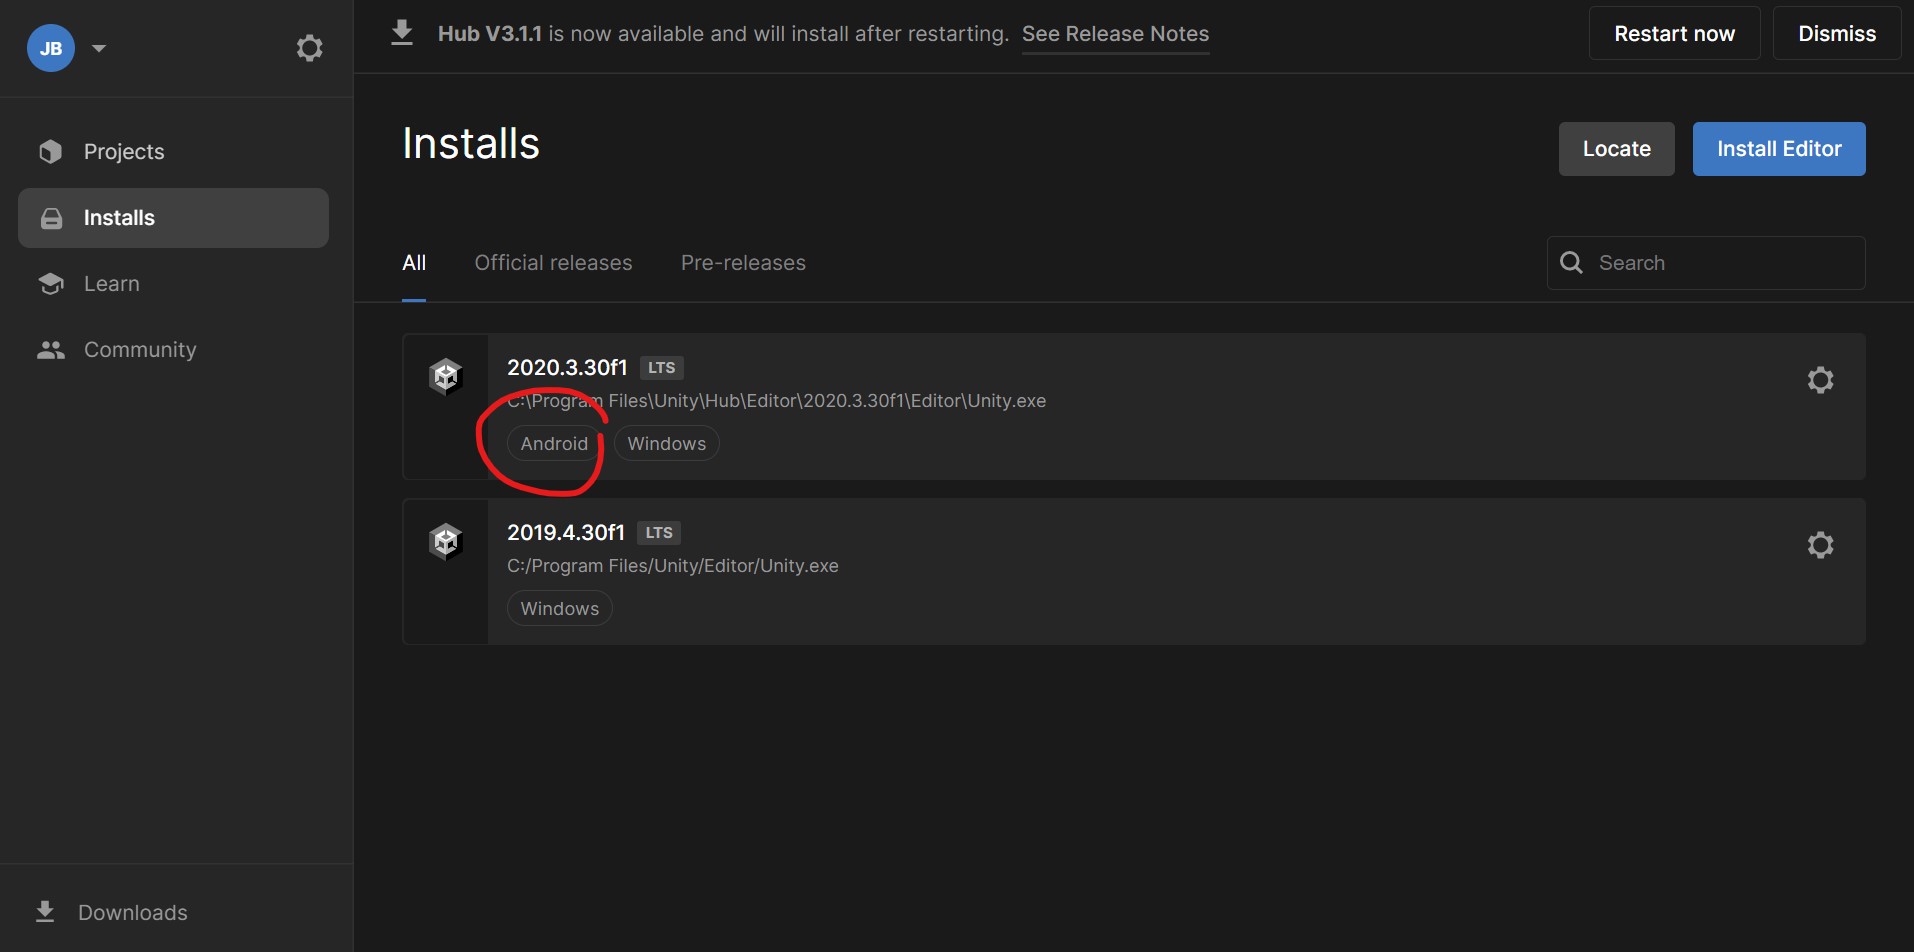 JB
Hub V3.1.1 is now available and will install after restarting. See Release Notes
Restart now
Dismiss
Projects
Installs
Learn
Community
Downloads
Installs
Locate
Install Editor
All
Official releases
Pre-releases
Search
2020.3.30f1 LTS
C:\Program Files\Unity\Hub\Editor\2020.3.30f1\Editor\Unity.exe
Android Windows
2019.4.30f1 LTS
C:/Program Files/Unity/Editor/Unity.exe
Windows